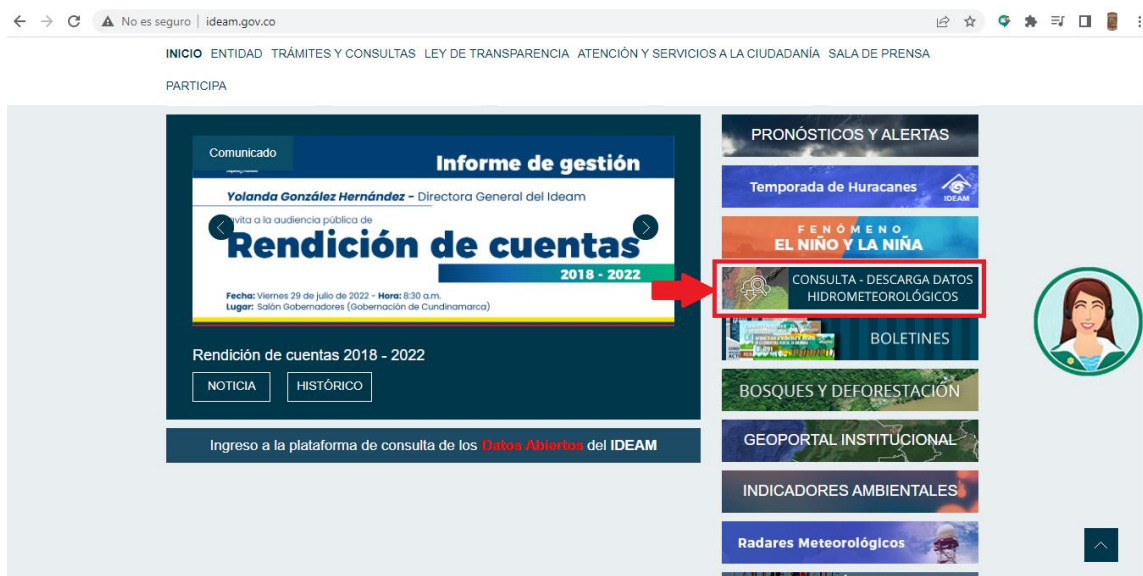 No es seguro | ideam.gov.co
INICIO ENTIDAD TRÁMITES Y CONSULTAS LEY DE TRANSPARENCIA ATENCIÓN Y SERVICIOS A LA CIUDADANÍA SALA DE PRENSA
PARTICIPA
Comunicado
Informe de gestión
Yolanda González Hernández - Directora General del Ideam
a la audiencia pública de
Rendición de cuentas
2018 - 2022
Fecha: Viernes 29 de julio de 2022 - Hora: 8:30 a.m.
Lugar: Salón Gobernadores (Gobernación de Cundinamarca)
Rendición de cuentas 2018 - 2022
NOTICIA HISTÓRICO
Ingreso a la plataforma de consulta de los Datos Abiertos del IDEAM
PRONÓSTICOS Y ALERTAS
Temporada de Huracanes
IDEAM
FENÓMENO
EL NIÑO Y LA NIÑA
CONSULTA - DESCARGA DATOS
HIDROMETEOROLÓGICOS
BOLETINES
BOSQUES Y DEFORESTACIÓN
GEOPORTAL INSTITUCIONAL
INDICADORES AMBIENTALES
Radares Meteorológicos